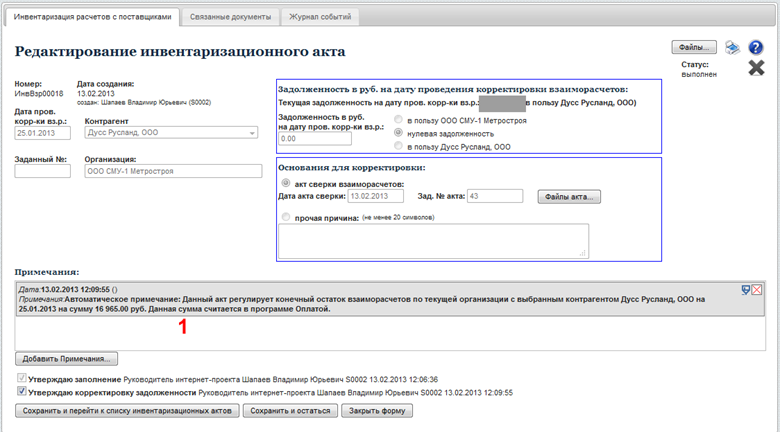 Инвентаризация расчетов с поставщиками
Связанные документы
Журнал событий
Редактирование инвентаризационного акта
Файлы...
Статус:
выполнен
Номер:
ИнвВзр00018
Дата создания:
13.02.2013
создан: Шапаев Владимир Юрьевич (S0002)
Дата пров.
корр-ки вз.р.:
25.01.2013
Контрагент
Дусс Русланд, ООО
Заданный №:
Организация:
ООО СМУ-1 Метростроя
Задолженность в руб. на дату проведения корректировки взаиморасчетов:
Текущая задолженность на дату пров. корр-ки вз.р.: в пользу Дусс Русланд, ООО)
Задолженность в руб.
на дату пров. корр-ки вз.р.:
0.00
в пользу ООО СМУ-1 Метростроя
нулевая задолженность
в пользу Дусс Русланд, ООО
Основания для корректировки:
акт сверки взаиморасчетов:
Дата акта сверки: 13.02.2013 Зад. № акта: 43 Файлы акта...
прочая причина: (не менее 20 символов)
Примечания:
Дата:13.02.2013 12:09:55 ()
Примечания:Автоматическое примечание: Данный акт регулирует конечный остаток взаиморасчетов по текущей организации с выбранным контрагентом Дусс Русланд, ООО на
25.01.2013 на сумму 16 965.00 руб. Данная сумма считается в программе Оплатой.
1
Добавить Примечания...
Утверждаю заполнение Руководитель интернет-проекта Шапаев Владимир Юрьевич S0002 13.02.2013 12:06:36
Утверждаю корректировку задолженности Руководитель интернет-проекта Шапаев Владимир Юрьевич S0002 13.02.2013 12:09:55
Сохранить и перейти к списку инвентаризационных актов
Сохранить и остаться
Закрыть форму